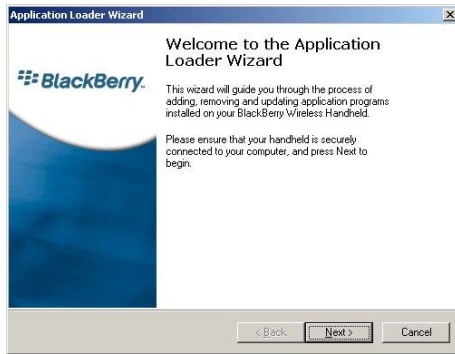 Application Loader Wizard
Welcome to the Application
Loader Wizard
BlackBerry.
This wizard will guide you through the process of
adding, removing and updating application programs
installed on your BlackBerry Wireless Handheld.
Please ensure that your handheld is securely
connected to your computer, and press Next to
begin.
< Back
Next >
Cancel